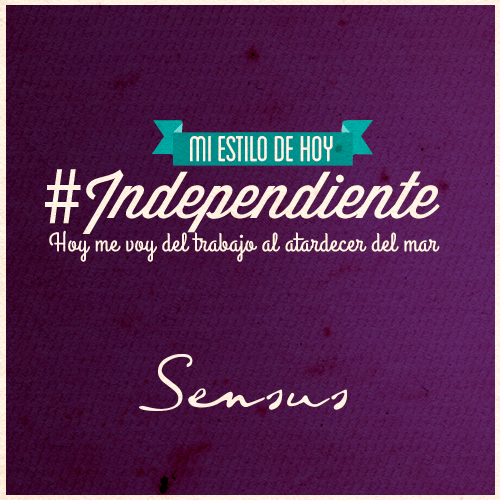 MI ESTILO DE HOY
#Independiente
Hoy me voy del trabajo al atardecer del mar
Sensus